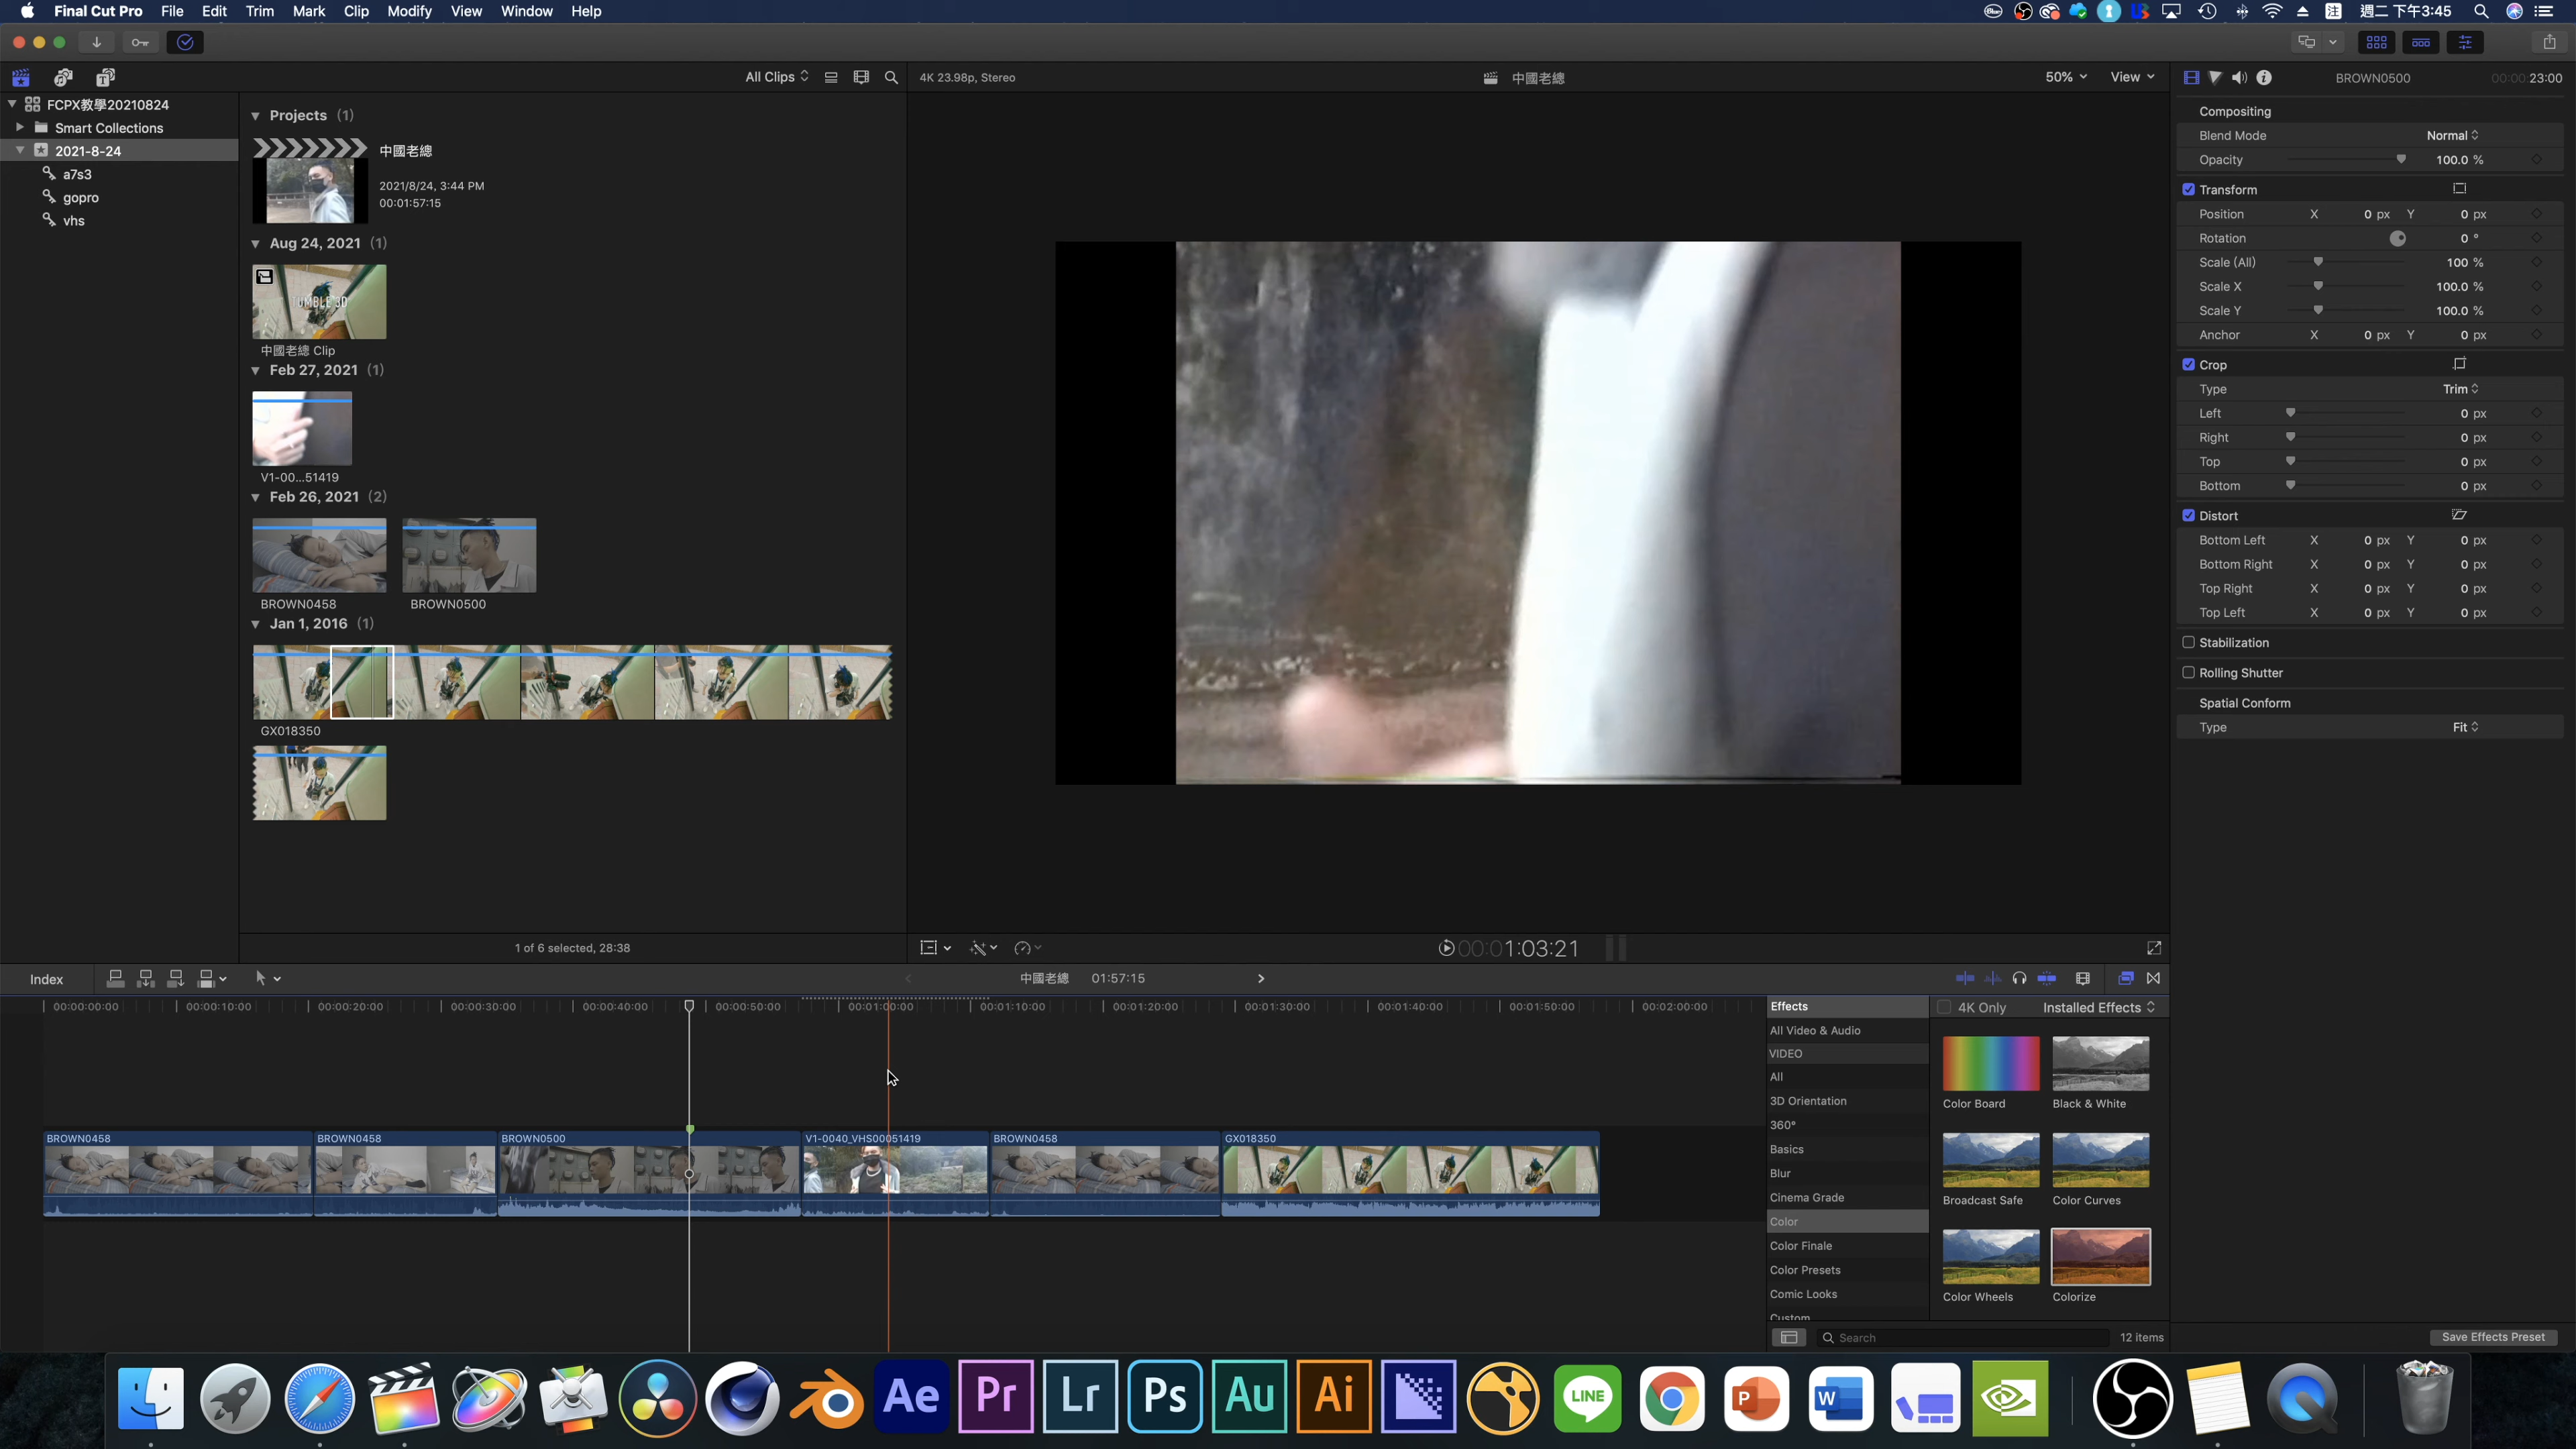 Final Cut Pro File Edit Trim Mark Clip Modify View Window Help
週二 下午3:45
All Clips
4K 23.98p, Stereo
中國老總
50% View
BROWN0500
00:00:23:00
FCPX教學20210824
Smart Collections
2021-8-24
a7s3
gopro
vhs
Projects (1)
中國老總
2021/8/24, 3:44 PM
00:01:57:15
Aug 24, 2021 (1)
TUMBLE 3D
中國老總 Clip
Feb 27, 2021 (1)
V1-00...51419
Feb 26, 2021 (2)
BROWN0458
BROWN0500
Jan 1, 2016 (1)
GX018350
1 of 6 selected, 28:38
00:01:03:21
Compositing
Blend Mode Normal
Opacity 100.0 %
Transform
Position X 0 px Y 0 px
Rotation 0 °
Scale (All) 100 %
Scale X 100.0 %
Scale Y 100.0 %
Anchor X 0 px Y 0 px
Crop
Type Trim
Left 0 px
Right 0 px
Top 0 px
Bottom 0 px
Distort
Bottom Left X 0 px Y 0 px
Bottom Right X 0 px Y 0 px
Top Right X 0 px Y 0 px
Top Left X 0 px Y 0 px
Stabilization
Rolling Shutter
Spatial Conform
Type Fit
Index
中國老總 01:57:15
00:00:00:00 00:00:10:00 00:00:20:00 00:00:30:00 00:00:40:00 00:00:50:00 00:01:00:00 00:01:10:00 00:01:20:00 00:01:30:00 00:01:40:00 00:01:50:00 00:02:00:00
BROWN0458 BROWN0458 BROWN0500 V1-0040_VHS00051419 BROWN0458 GX018350
Effects
All Video & Audio
VIDEO
All
3D Orientation
360°
Basics
Blur
Cinema Grade
Color
Color Finale
Color Presets
Comic Looks
Custom
4K Only Installed Effects
Color Board Black & White
Broadcast Safe Color Curves
Color Wheels Colorize
Search
12 items
Save Effects Preset
Ae Pr Lr Ps Au Ai LINE P W